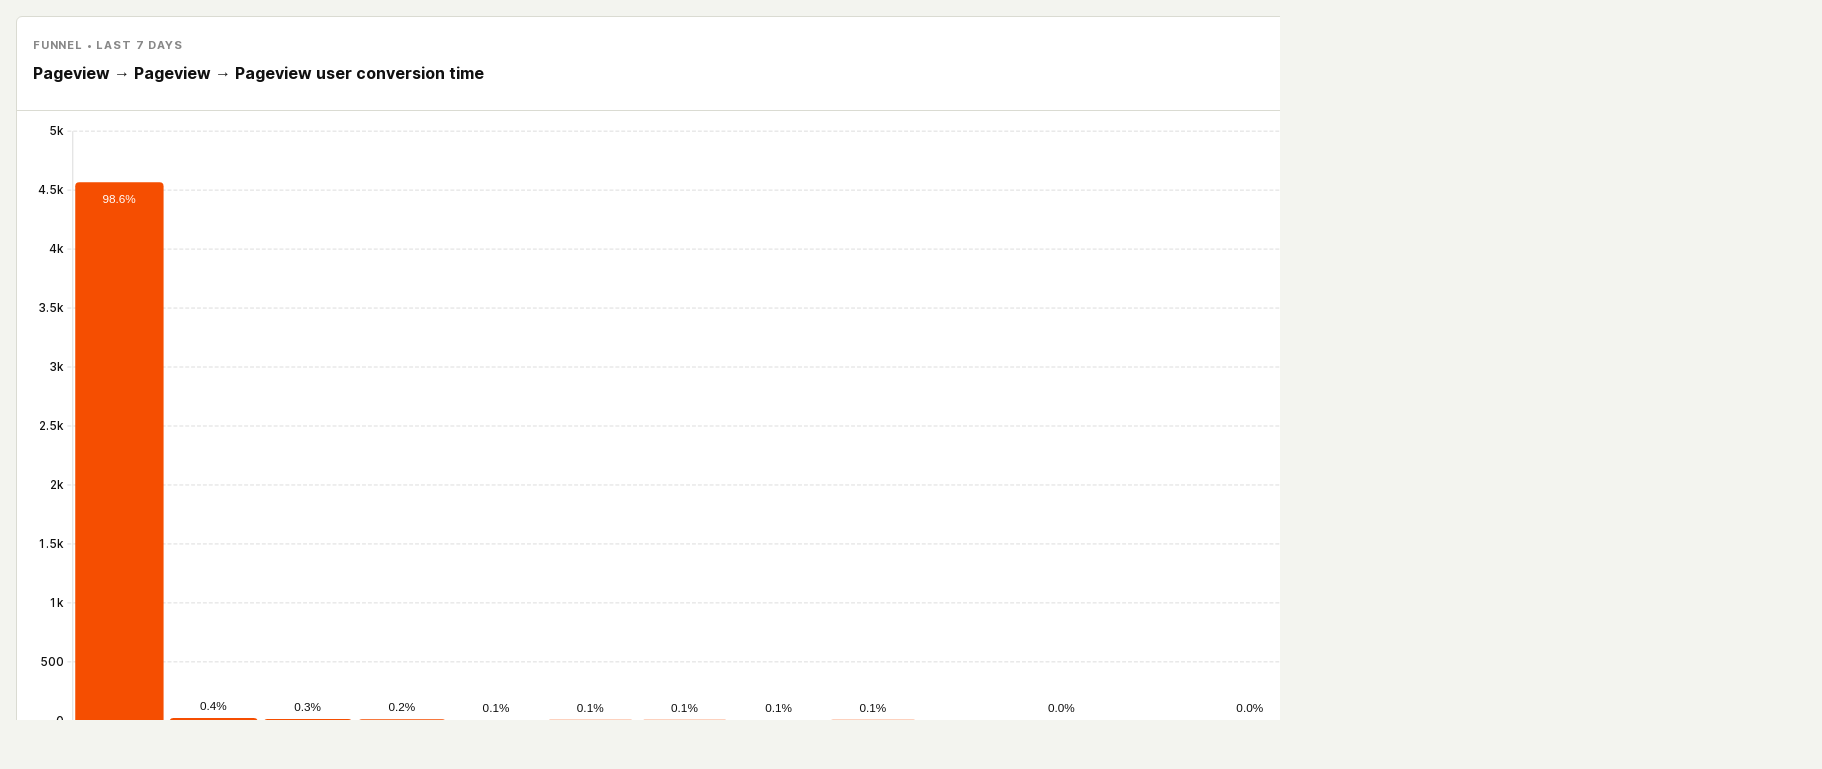 FUNNEL • LAST 7 DAYS
Pageview → Pageview → Pageview user conversion time
5k
4.5k
98.6%
4k
3.5k
3k
2.5k
2k
1.5k
1k
500
0.4% 0.3% 0.2% 0.1% 0.1% 0.1% 0.1% 0.1% 0.0% 0.0%
0